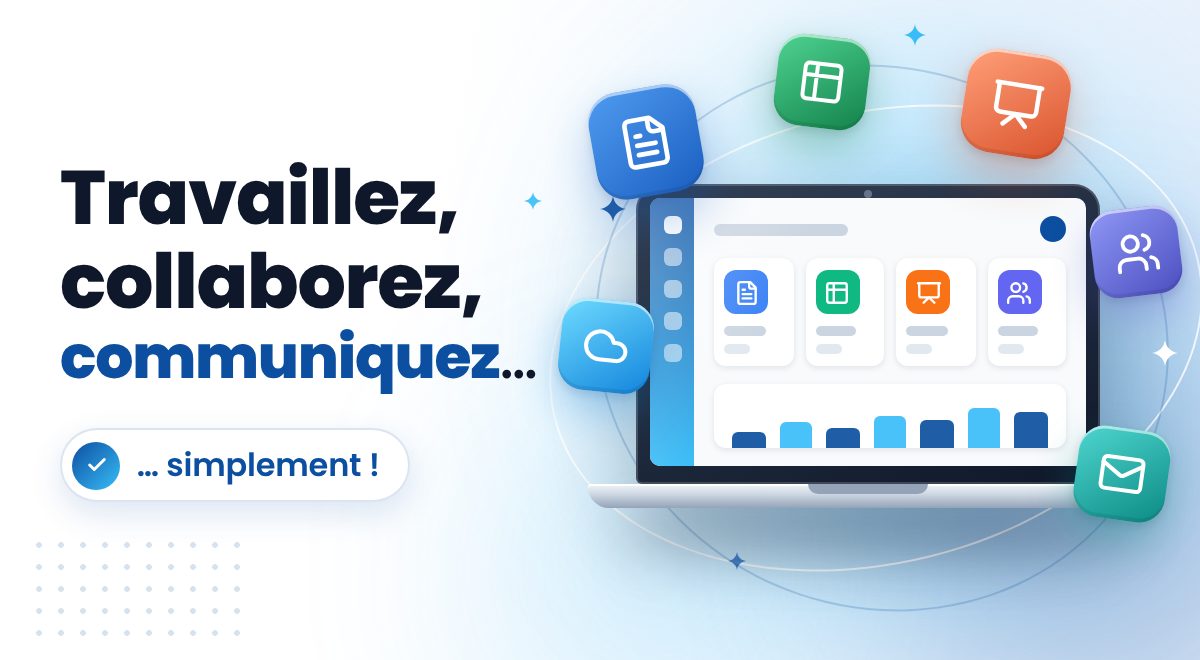 Travaillez,
collaborez,
communiquez...
... simplement !